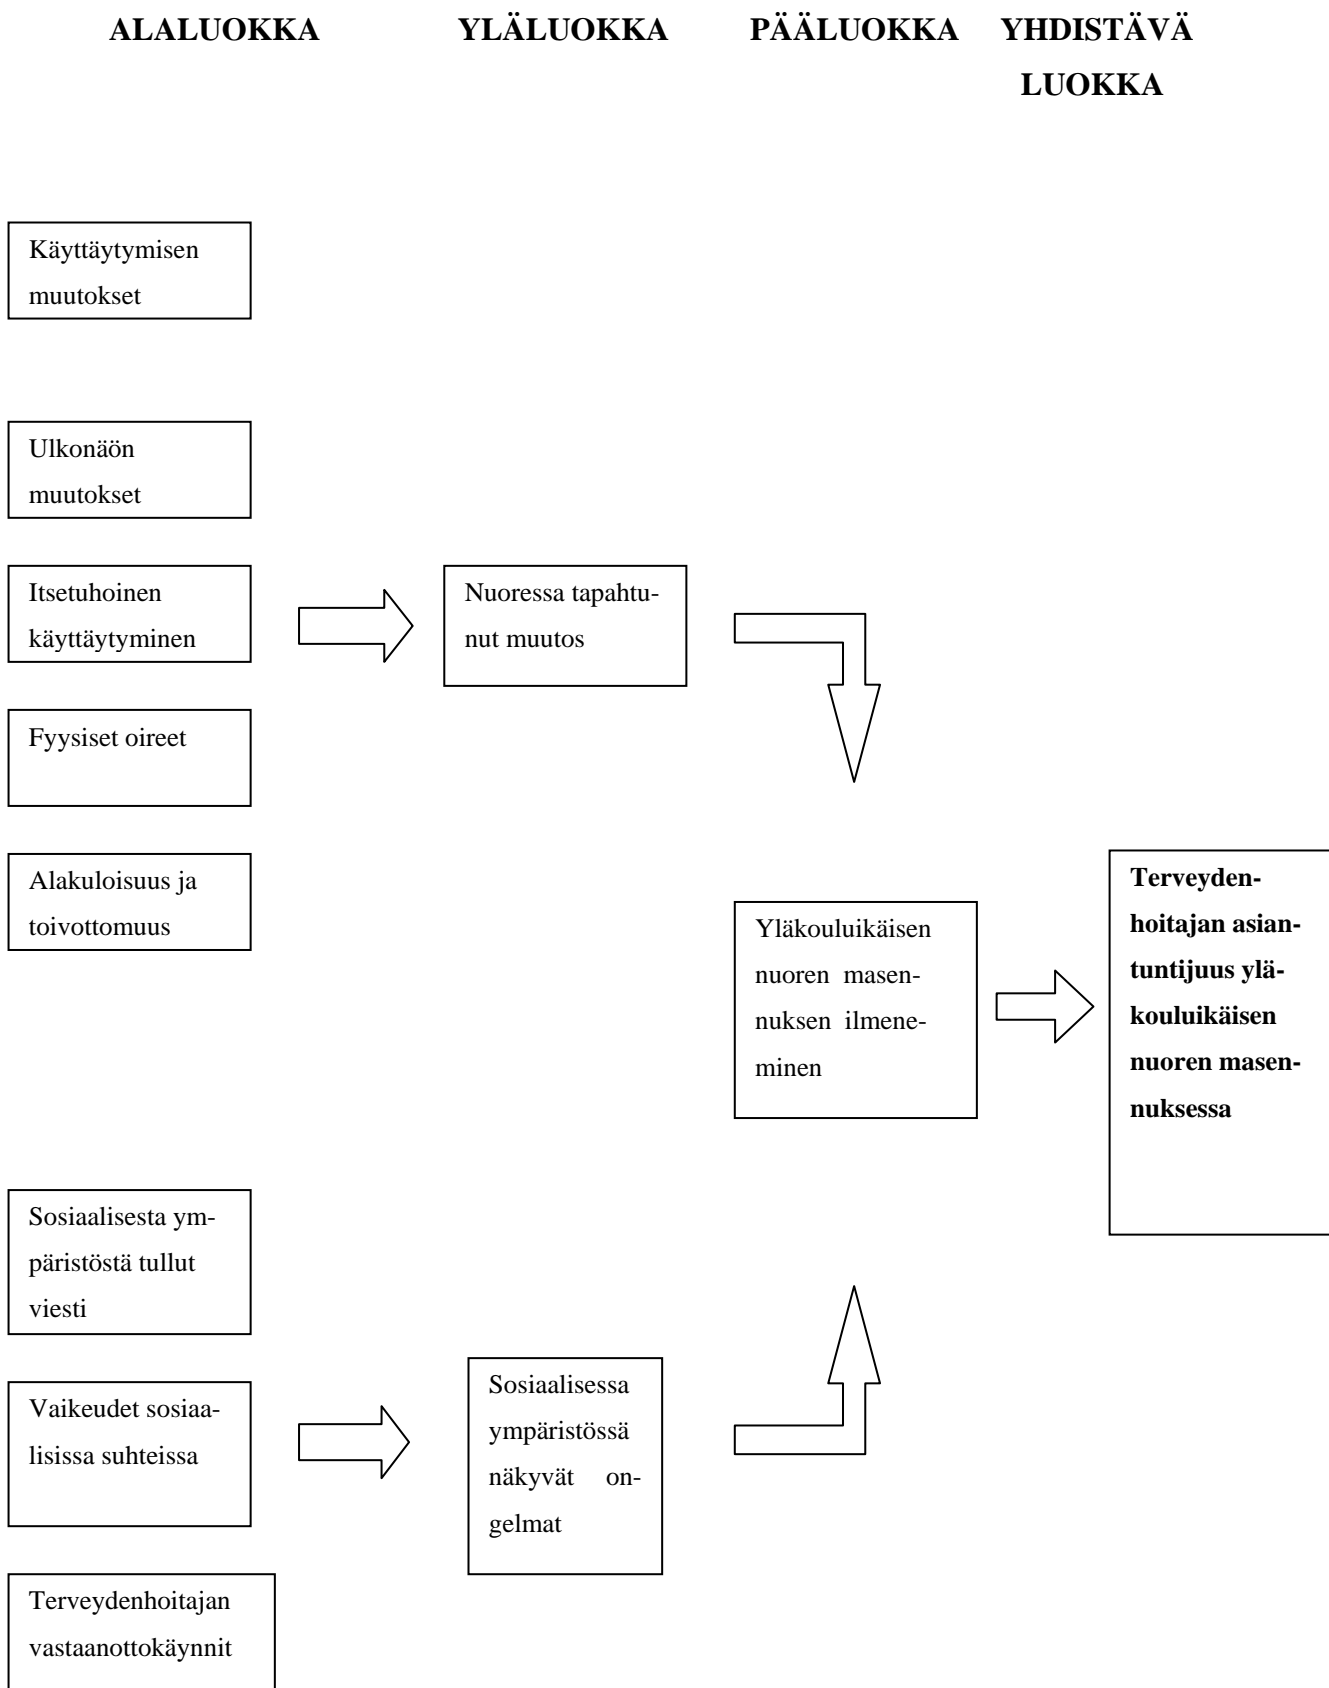 ALALUOKKA YLÄLUOKKA PÄÄLUOKKA YHDISTÄVÄ
LUOKKA
Käyttäytymisen
muutokset
Ulkonäön
muutokset
Itsetuhoinen
käyttäytyminen
Fyysiset oireet
Alakuloisuus ja
toivottomuus
Nuoressa tapahtu-
nut muutos
Sosiaalisesta ym-
päristöstä tullut
viesti
Vaikeudet sosiaa-
lisissa suhteissa
Terveydenhoitajan
vastaanottokäynnit
Sosiaalisessa
ympäristössä
näkyvät on-
gelmat
Yläkouluikäisen
nuoren masen-
nuksen ilmene-
minen
Terveyden-
hoitajan asian-
tuntijuus ylä-
kouluikäisen
nuoren masen-
nuksessa